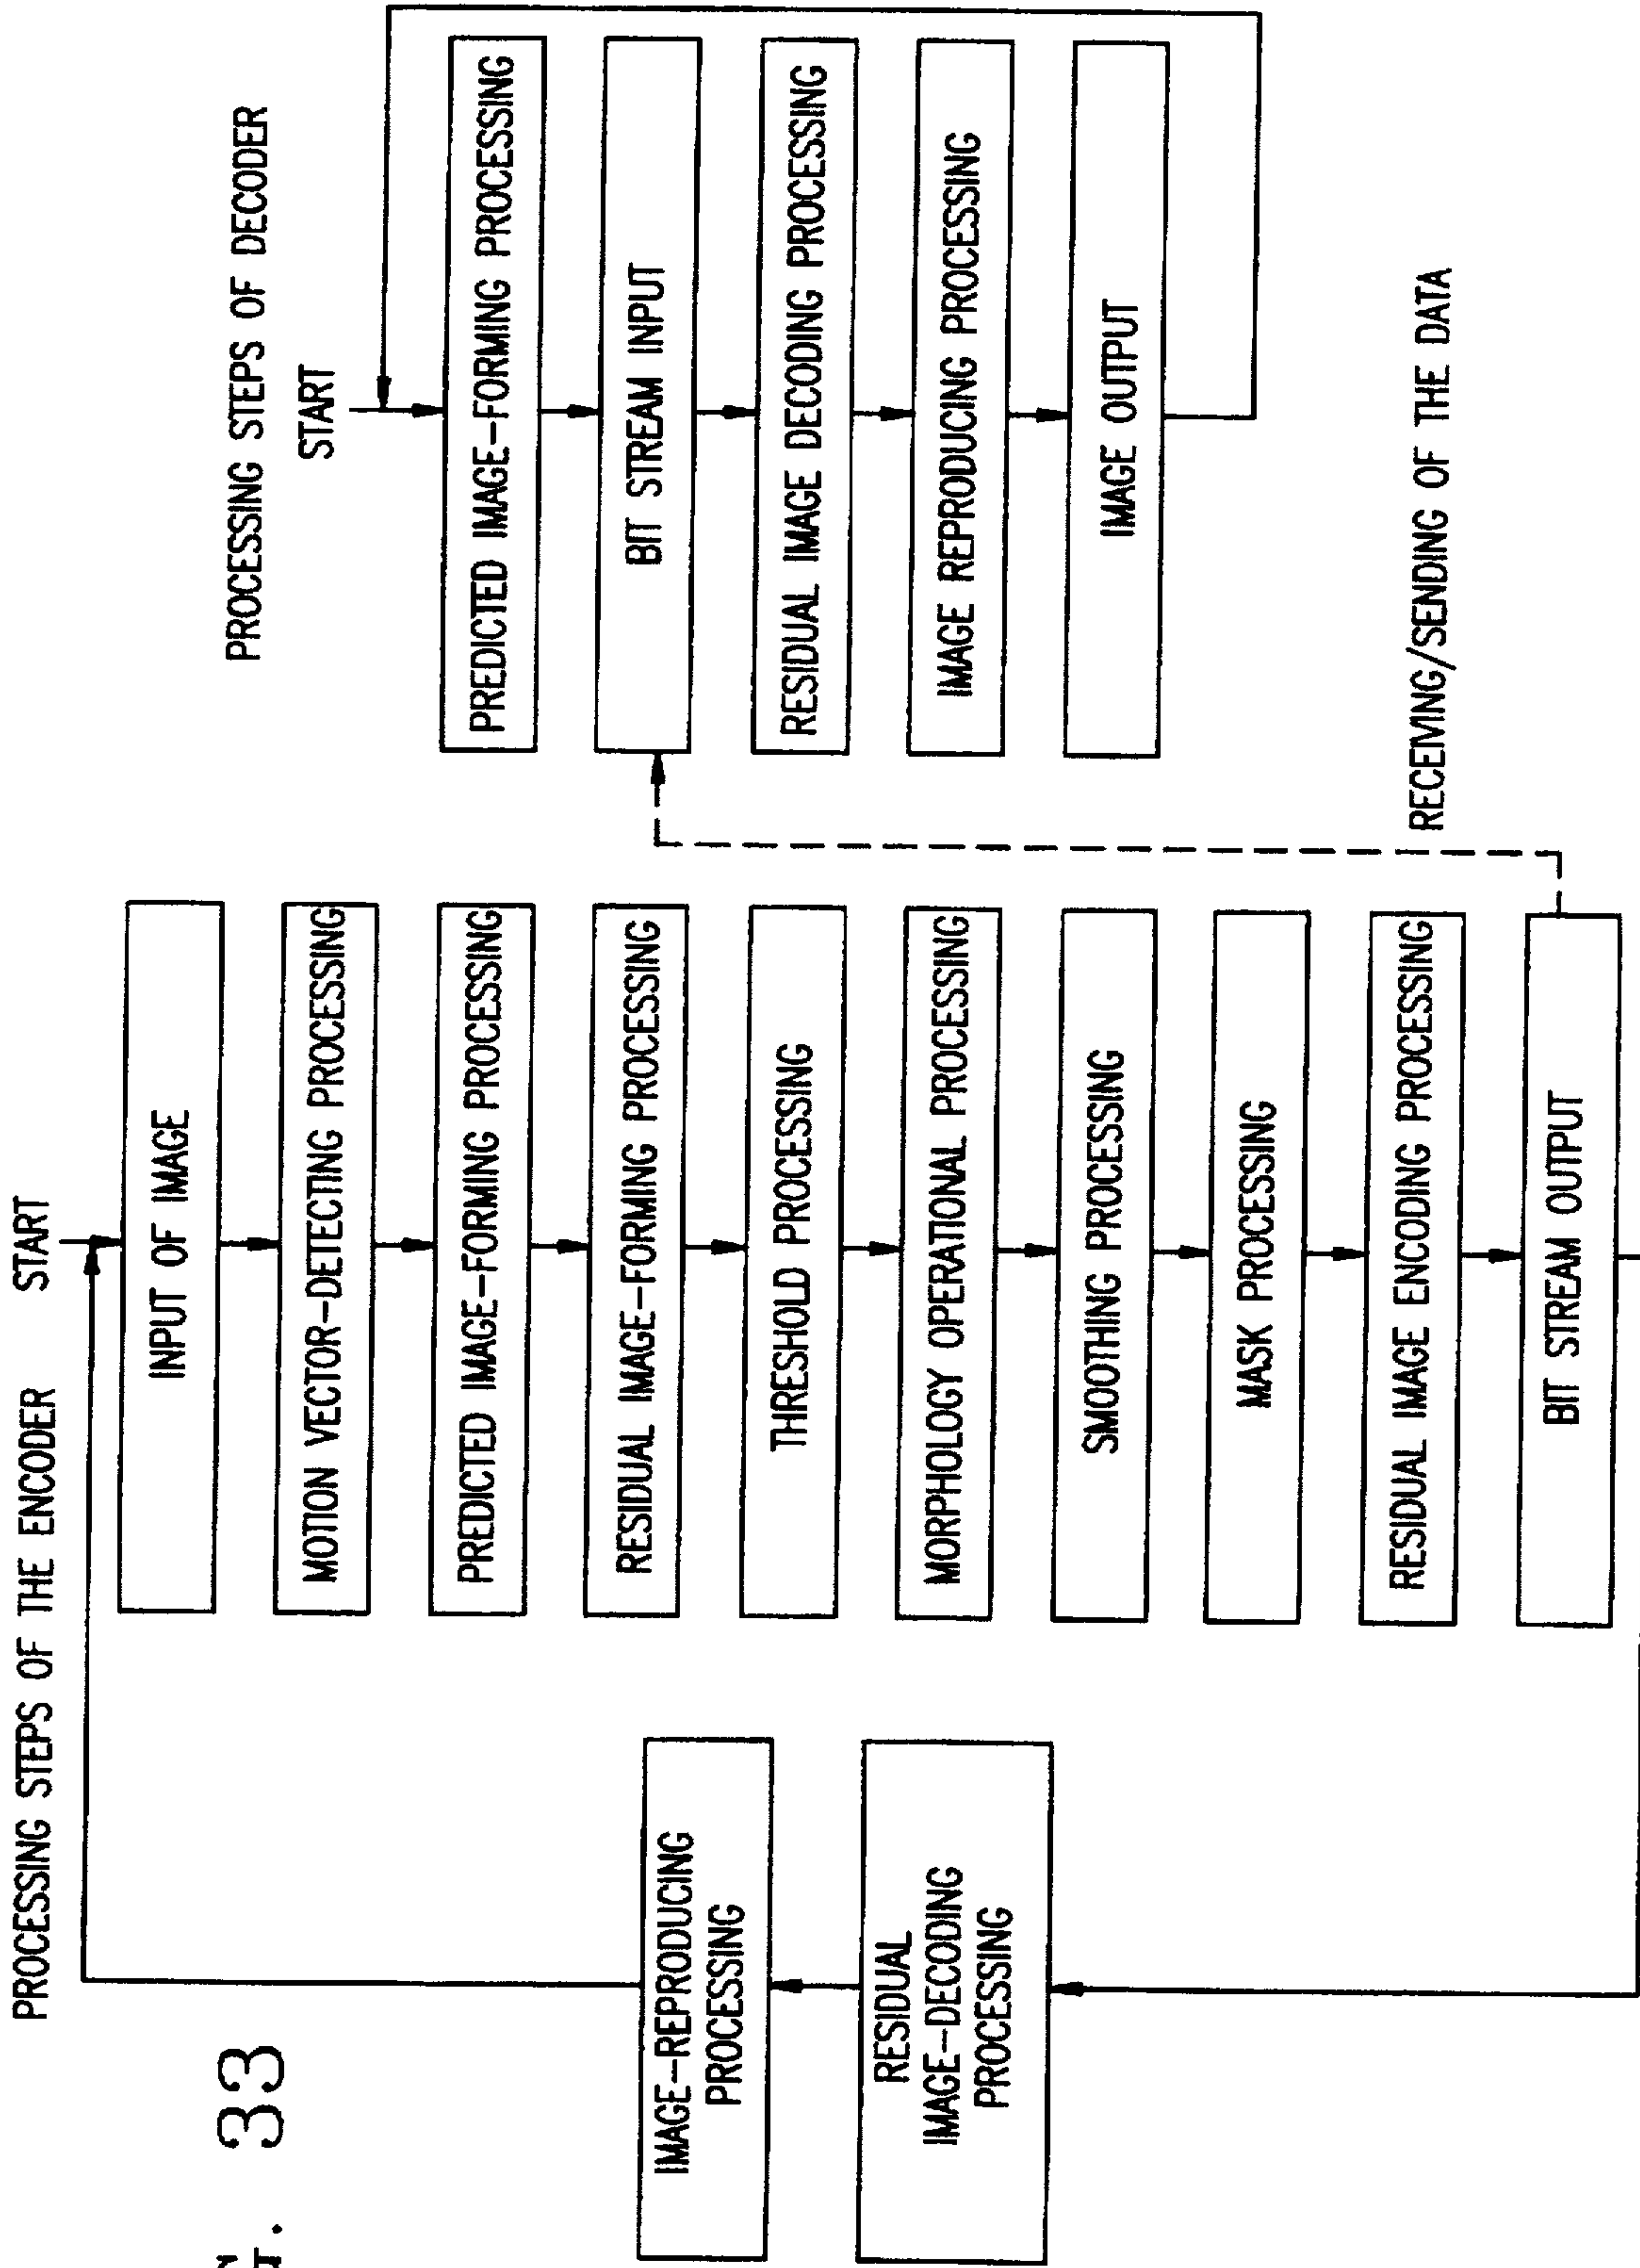 G. 33
PROCESSING STEPS OF THE ENCODER
START
INPUT OF IMAGE
MOTION VECTOR-DETECTING PROCESSING
PREDICTED IMAGE-FORMING PROCESSING
RESIDUAL IMAGE-FORMING PROCESSING
THRESHOLD PROCESSING
MORPHOLOGY OPERATIONAL PROCESSING
SMOOTHING PROCESSING
MASK PROCESSING
RESIDUAL IMAGE ENCODING PROCESSING
BIT STREAM OUTPUT
IMAGE-REPRODUCING
PROCESSING
RESIDUAL
IMAGE-DECODING
PROCESSING
PROCESSING STEPS OF DECODER
START
PREDICTED IMAGE-FORMING PROCESSING
BIT STREAM INPUT
RESIDUAL IMAGE DECODING PROCESSING
IMAGE REPRODUCING PROCESSING
IMAGE OUTPUT
RECEIVING/SENDING OF THE DATA